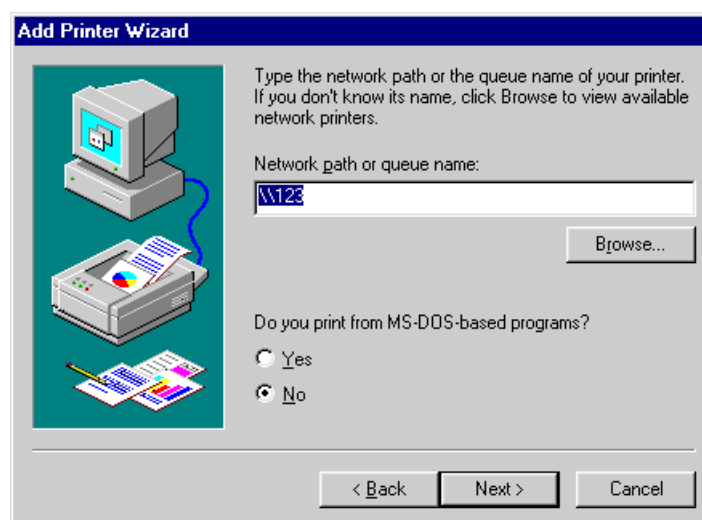 Add Printer Wizard
Type the network path or the queue name of your printer.
If you don't know its name, click Browse to view available
network printers.
Network path or queue name:
\\123
Browse...
Do you print from MS-DOS-based programs?
Yes
No
< Back
Next >
Cancel